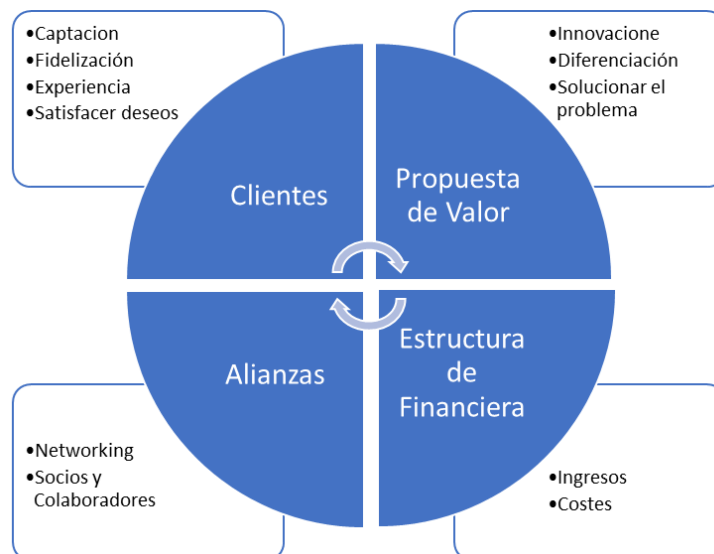 •Captacion
•Fidelización
•Experiencia
•Satisfacer deseos
•Innovacione
•Diferenciación
•Solucionar el
problema
Clientes
Propuesta
de Valor
Alianzas
Estructura
de
Financiera
•Networking
•Socios y
Colaboradores
•Ingresos
•Costes